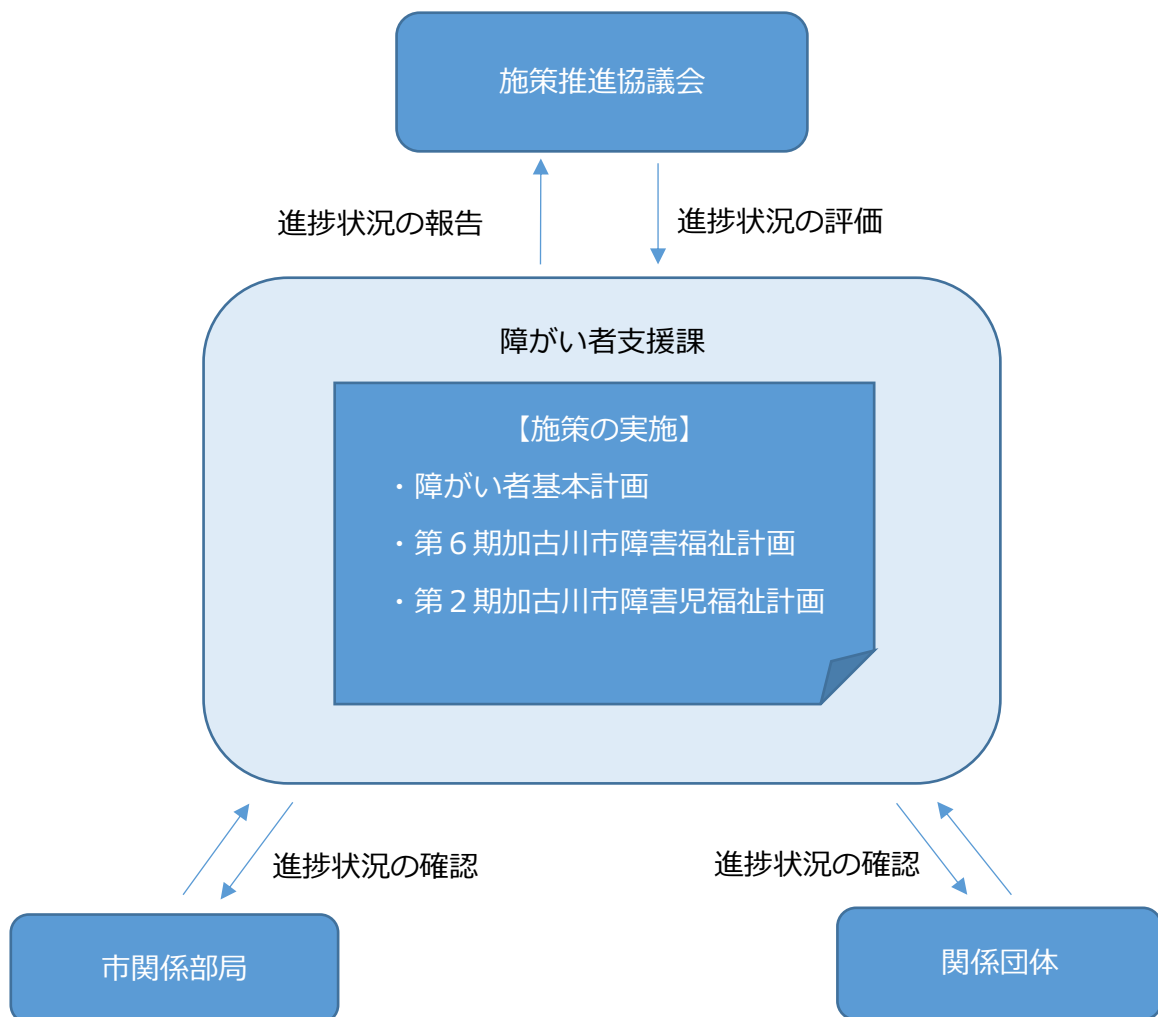 施策推進協議会
進捗状況の報告
進捗状況の評価
障がい者支援課
【施策の実施】
・障がい者基本計画
・第６期加古川市障害福祉計画
・第２期加古川市障害児福祉計画
進捗状況の確認
進捗状況の確認
市関係部局
関係団体